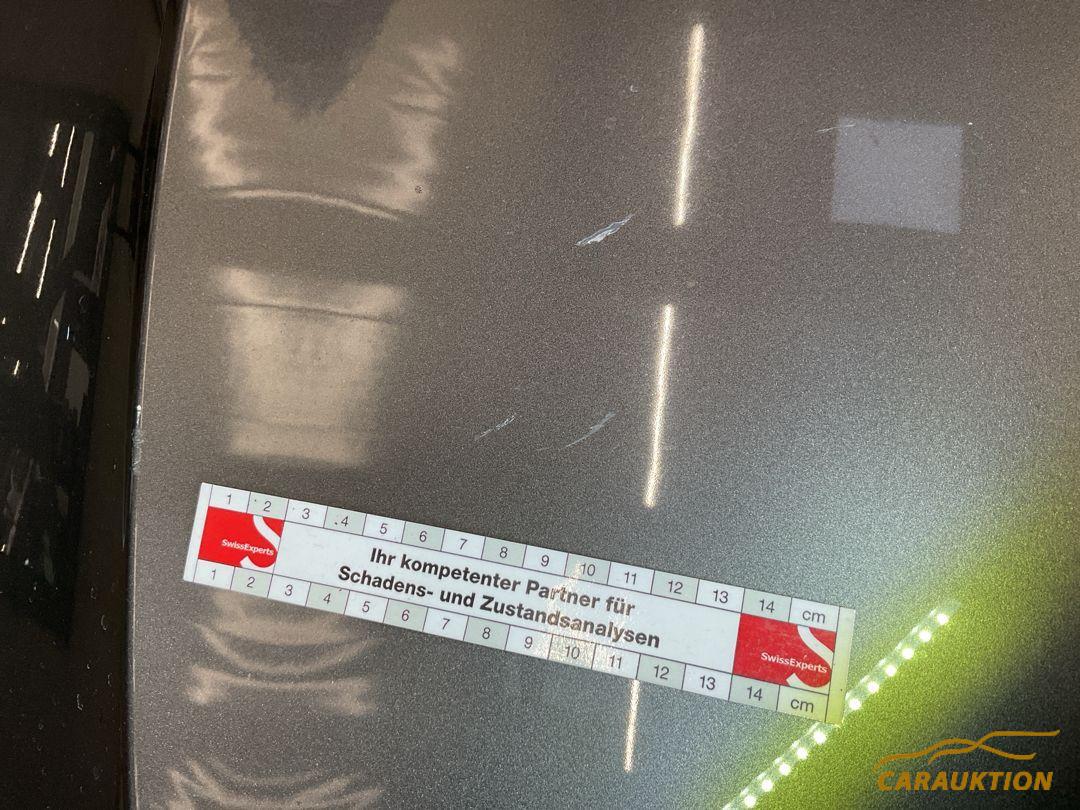 1 2 3 4 5 6 7 8 9 10 11 12 13 14 cm
SwissExperts
Ihr kompetenter Partner für
Schadens- und Zustandsanalysen
SwissExperts
1 2 3 4 5 6 7 8 9 10 11 12 13 14 cm
CARAUKTION